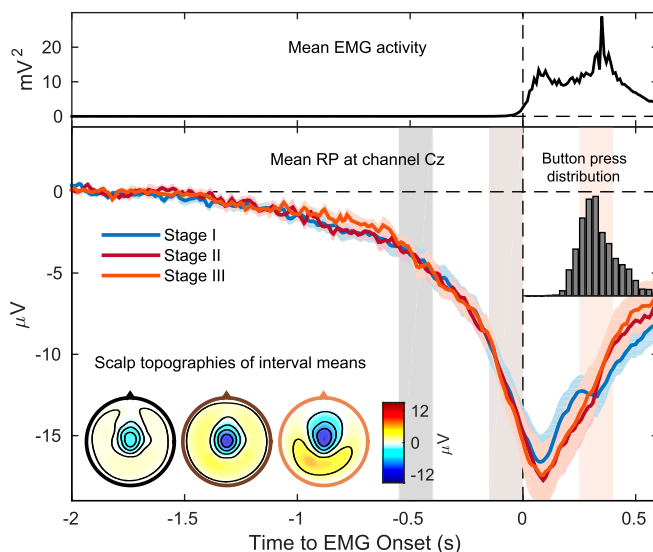 Mean EMG activity
mV2
20
10
0
Mean RP at channel Cz
Button press
distribution
0
-5
-10
-15
μV
Stage I
Stage II
Stage III
Scalp topographies of interval means
12
0
-12
μV
-2
-1.5
-1
-0.5
0
0.5
Time to EMG Onset (s)